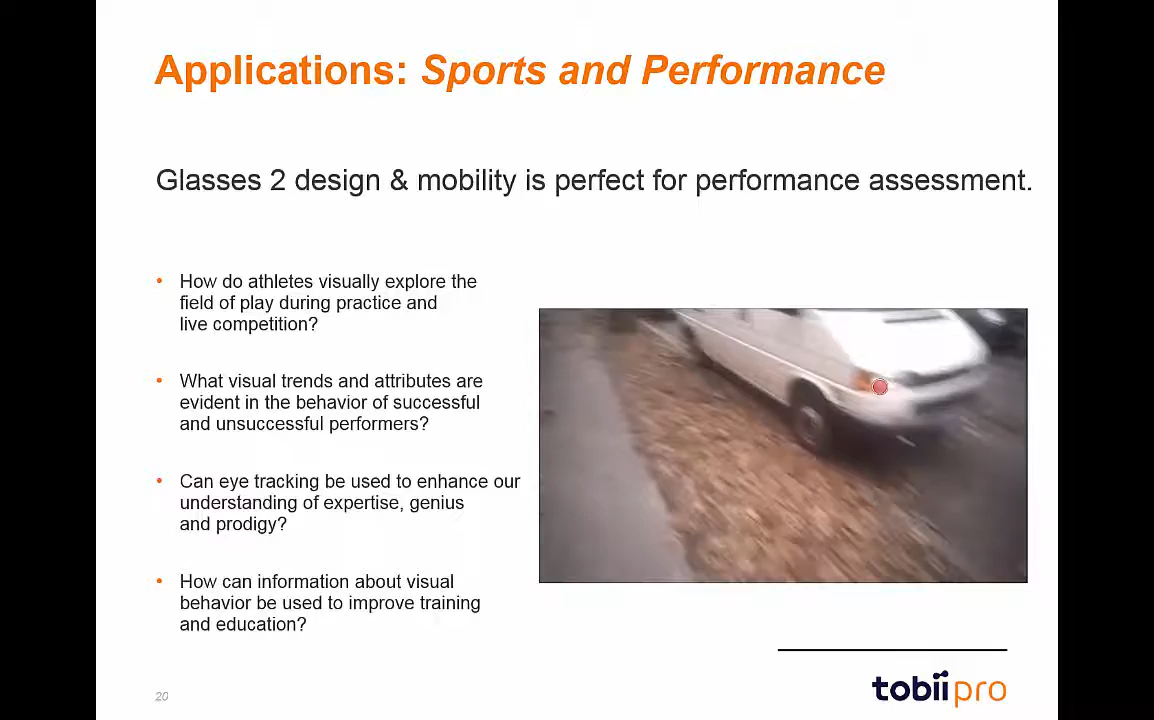 Applications: Sports and Performance
Glasses 2 design & mobility is perfect for performance assessment.
• How do athletes visually explore the
field of play during practice and
live competition?
• What visual trends and attributes are
evident in the behavior of successful
and unsuccessful performers?
• Can eye tracking be used to enhance our
understanding of expertise, genius
and prodigy?
• How can information about visual
behavior be used to improve training
and education?
20
tobii pro